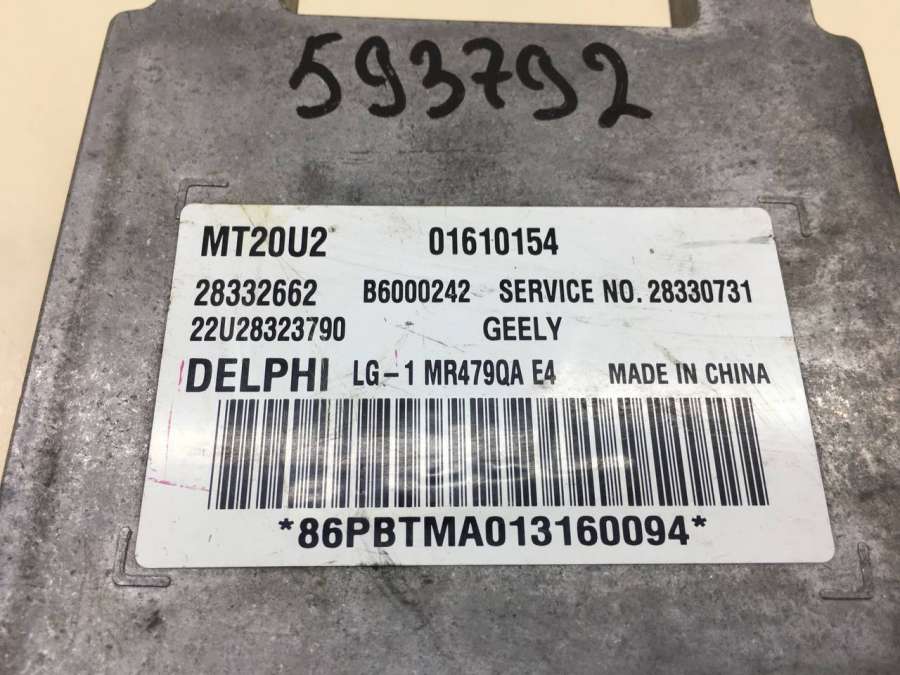 593792
MT20U2 01610154
28332662 B6000242 SERVICE NO. 28330731
22U28323790 GEELY
DELPHI LG-1 MR479QA E4 MADE IN CHINA
*86PBTMA013160094*